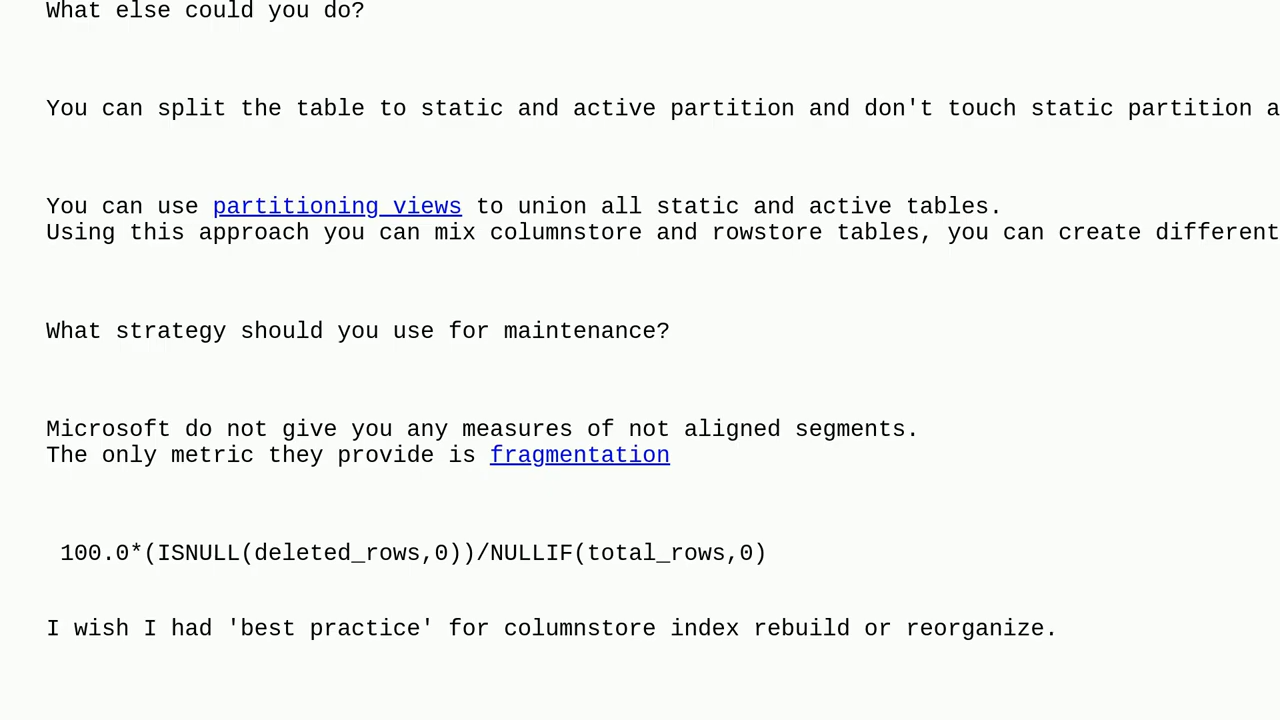 What else could you do?
You can split the table to static and active partition and don't touch static partition
You can use partitioning views to union all static and active tables.
Using this approach you can mix columnstore and rowstore tables, you can create different
What strategy should you use for maintenance?
Microsoft do not give you any measures of not aligned segments.
The only metric they provide is fragmentation
100.0*(ISNULL(deleted_rows,0))/NULLIF(total_rows,0)
I wish I had 'best practice' for columnstore index rebuild or reorganize.